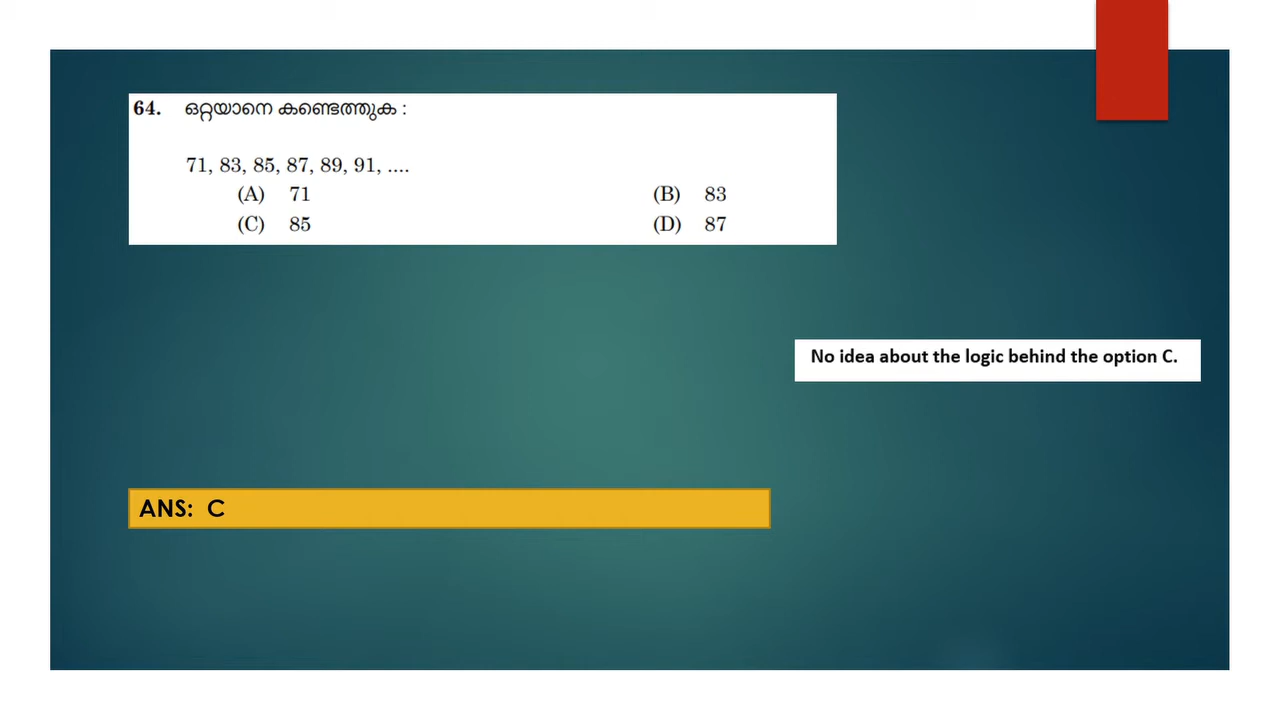 64. ഒറ്റയാനെ കണ്ടെത്തുക :
71, 83, 85, 87, 89, 91, ....
(A) 71 (B) 83
(C) 85 (D) 87
No idea about the logic behind the option C.
ANS: C